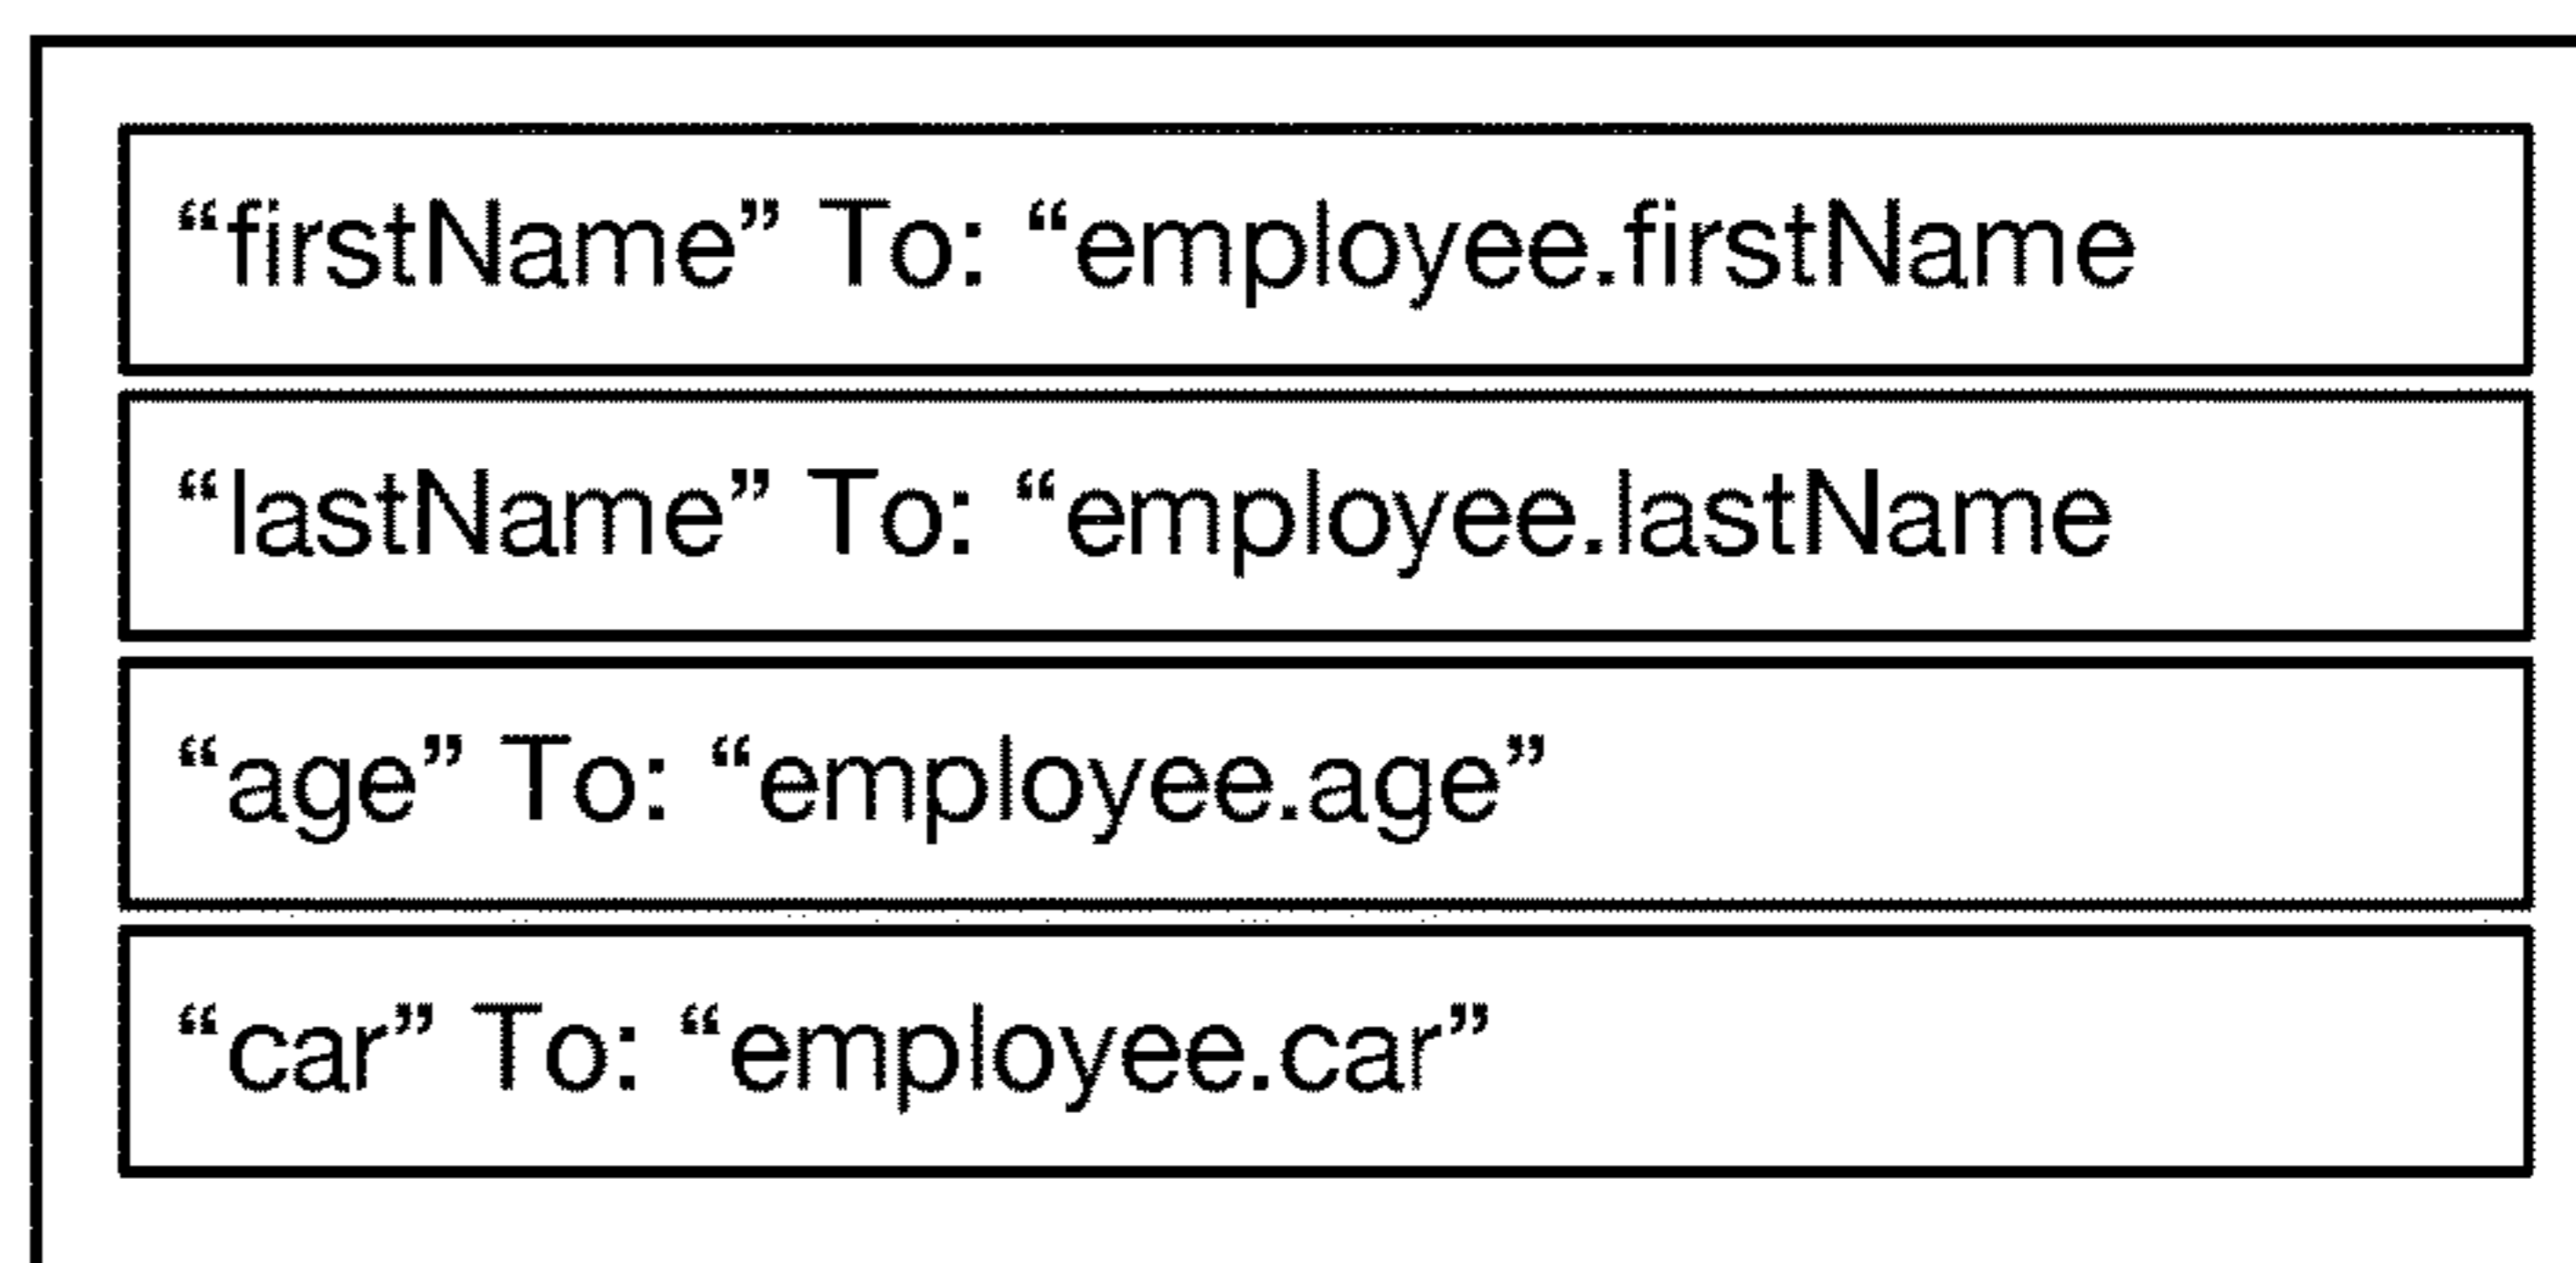 “firstName” To: “employee.firstName
“lastName” To: “employee.lastName
“age” To: “employee.age”
“car” To: “employee.car”